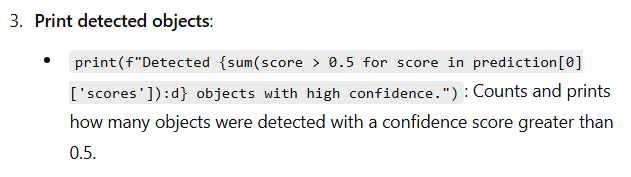 3. Print detected objects:
• print(f"Detected {sum(score > 0.5 for score in prediction[0]
['scores']):d} objects with high confidence.") : Counts and prints
how many objects were detected with a confidence score greater than
0.5.